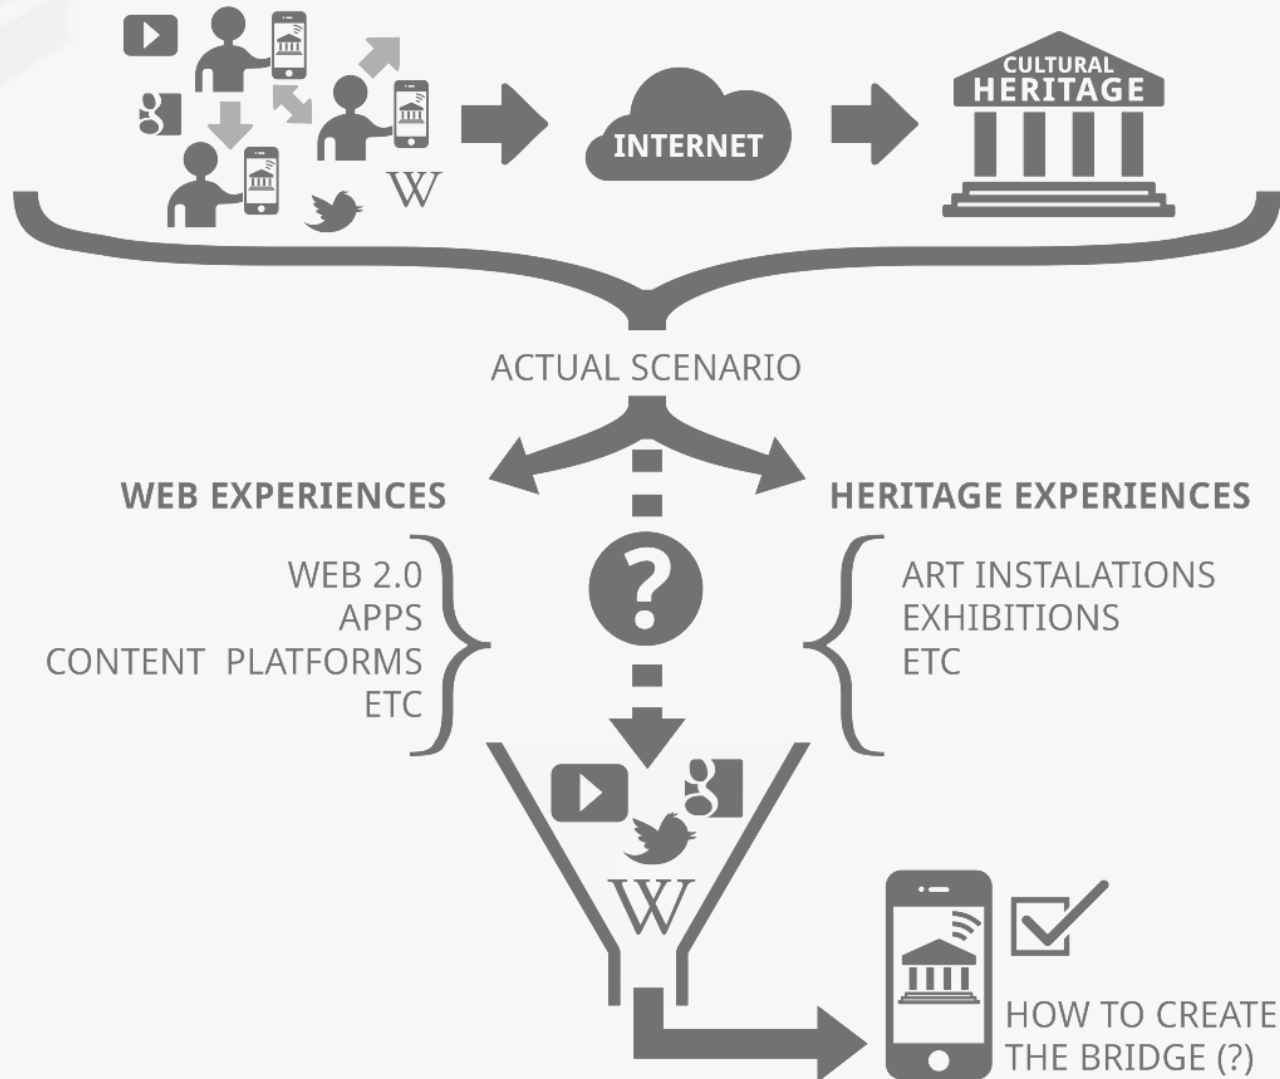 CULTURAL
HERITAGE
INTERNET
W
ACTUAL SCENARIO
WEB EXPERIENCES
HERITAGE EXPERIENCES
WEB 2.0
APPS
CONTENT PLATFORMS
ETC
?
ART INSTALATIONS
EXHIBITIONS
ETC
W
HOW TO CREATE
THE BRIDGE (?)